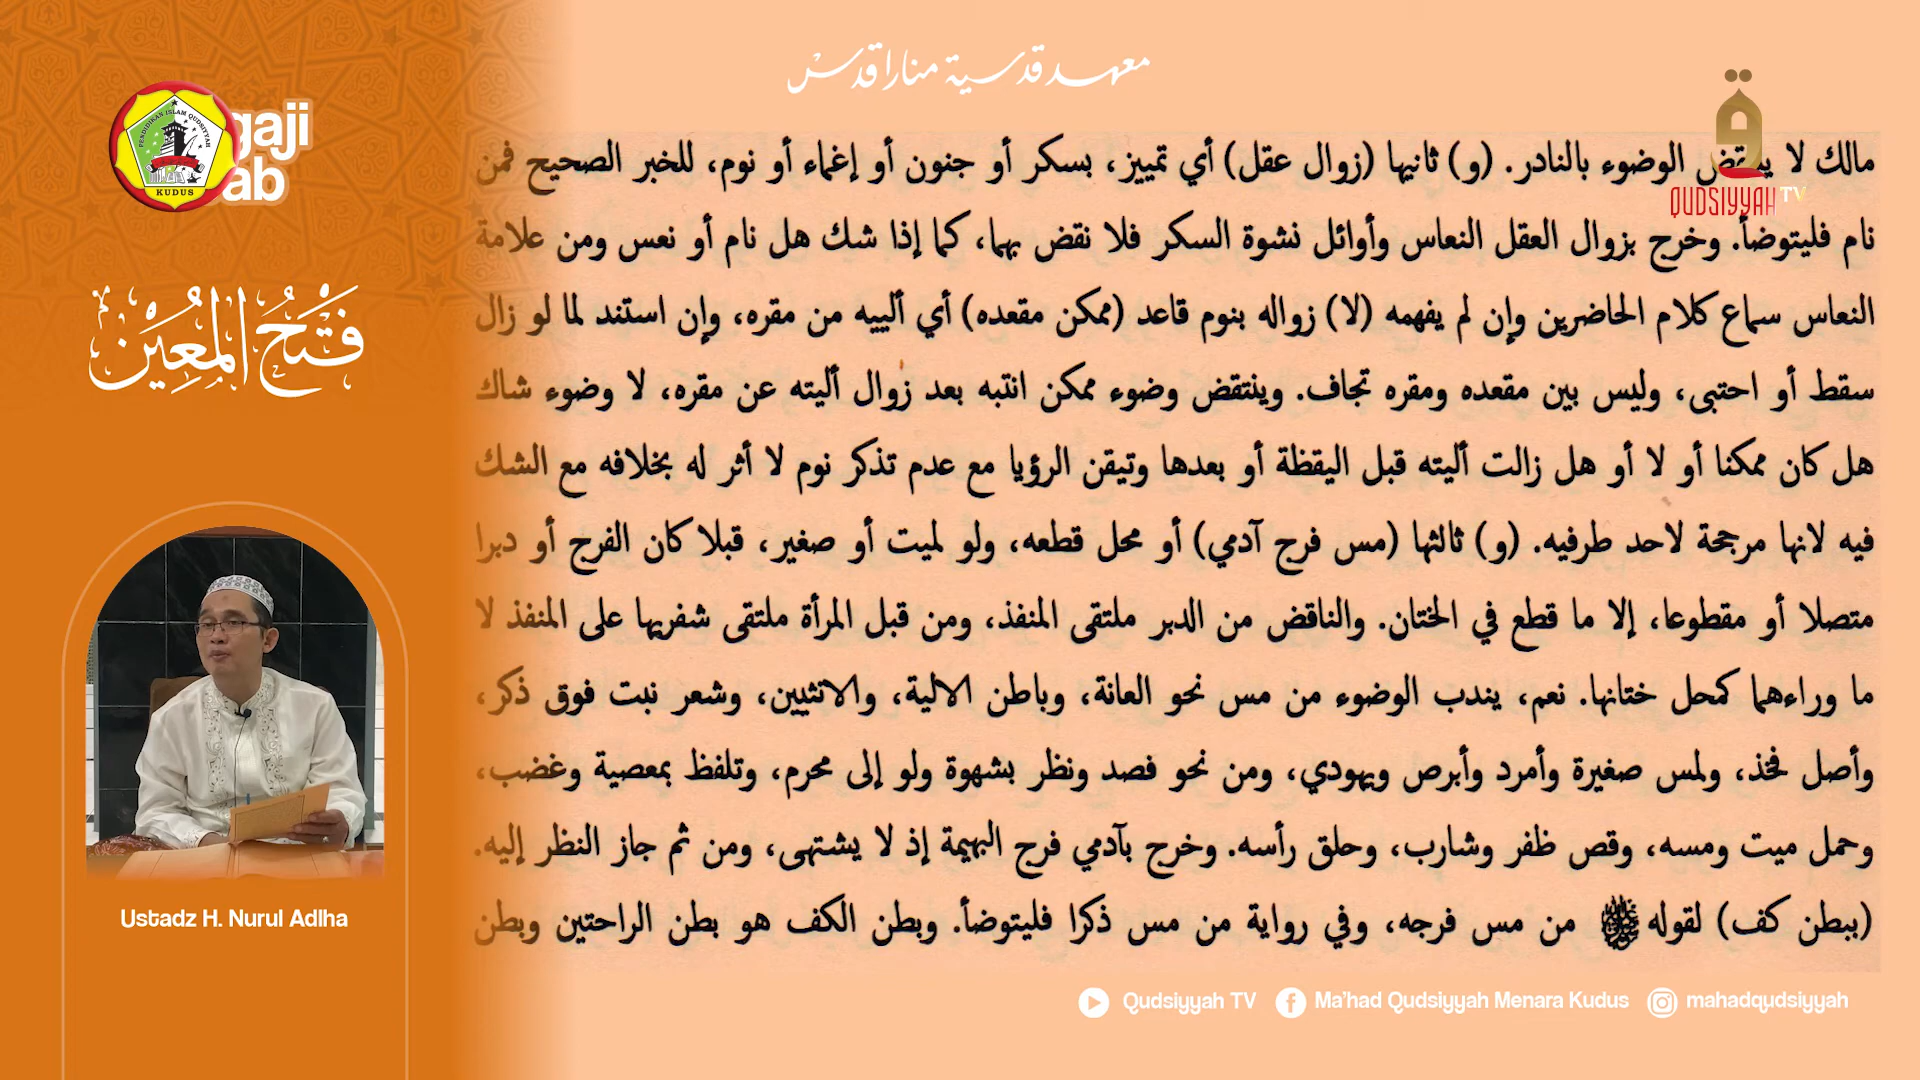 معهد قدسية منارا قدس
gaji
ab
PENDIDIKAN ISLAM QUDSIYYAH
KUDUS
فَتْحُ الْمُعِيْن
Ustadz H. Nurul Adlha
QUDSIYYAH TV
مالك لا ينقض الوضوء بالنادر. (و) ثانيها (زوال عقل) أي تمييز، بسكر أو جنون أو إغماء أو نوم، للخبر الصحيح فمن
نام فليتوضأ. وخرج بزوال العقل النعاس وأوائل نشوة السكر فلا نقض بهما، كما إذا شك هل نام أو نعس ومن علامة
النعاس سماع كلام الحاضرين وإن لم يفهمه (لا) زواله بنوم قاعد (ممكن مقعده) أي ألييه من مقره، وإن استند لما لو زال
سقط أو احتبى، وليس بين مقعده ومقره تجاف. وينتقض وضوء ممكن انتبه بعد زوال أليته عن مقره، لا وضوء شاك
هل كان ممكنا أو لا أو هل زالت أليته قبل اليقظة أو بعدها وتيقن الرؤيا مع عدم تذكر نوم لا أثر له بخلافه مع الشك
فيه لانها مرجحة لاحد طرفيه. (و) ثالثها (مس فرج آدمي) أو محل قطعه، ولو لميت أو صغير، قبلا كان الفرج أو دبرا
متصلا أو مقطوعا، إلا ما قطع في الختان. والناقض من الدبر ملتقى المنفذ، ومن قبل المرأة ملتقى شفريها على المنفذ لا
ما وراءهما كمحل ختانها. نعم، يندب الوضوء من مس نحو العانة، وباطن الالية، والانثيين، وشعر نبت فوق ذكر،
وأصل فخذ، ولمس صغيرة وأمرد وأبرص ويهودي، ومن نحو فصد ونظر بشهوة ولو إلى محرم، وتلفظ بمعصية وغضب،
وحمل ميت ومسه، وقص ظفر وشارب، وحلق رأسه. وخرج بآدمي فرج البهيمة إذ لا يشتهى، ومن ثم جاز النظر إليه.
(ببطن كف) لقوله ﷺ من مس فرجه، وفي رواية من مس ذكرا فليتوضأ. وبطن الكف هو بطن الراحتين وبطن
Qudsiyyah TV Ma'had Qudsiyyah Menara Kudus mahadqudsiyyah